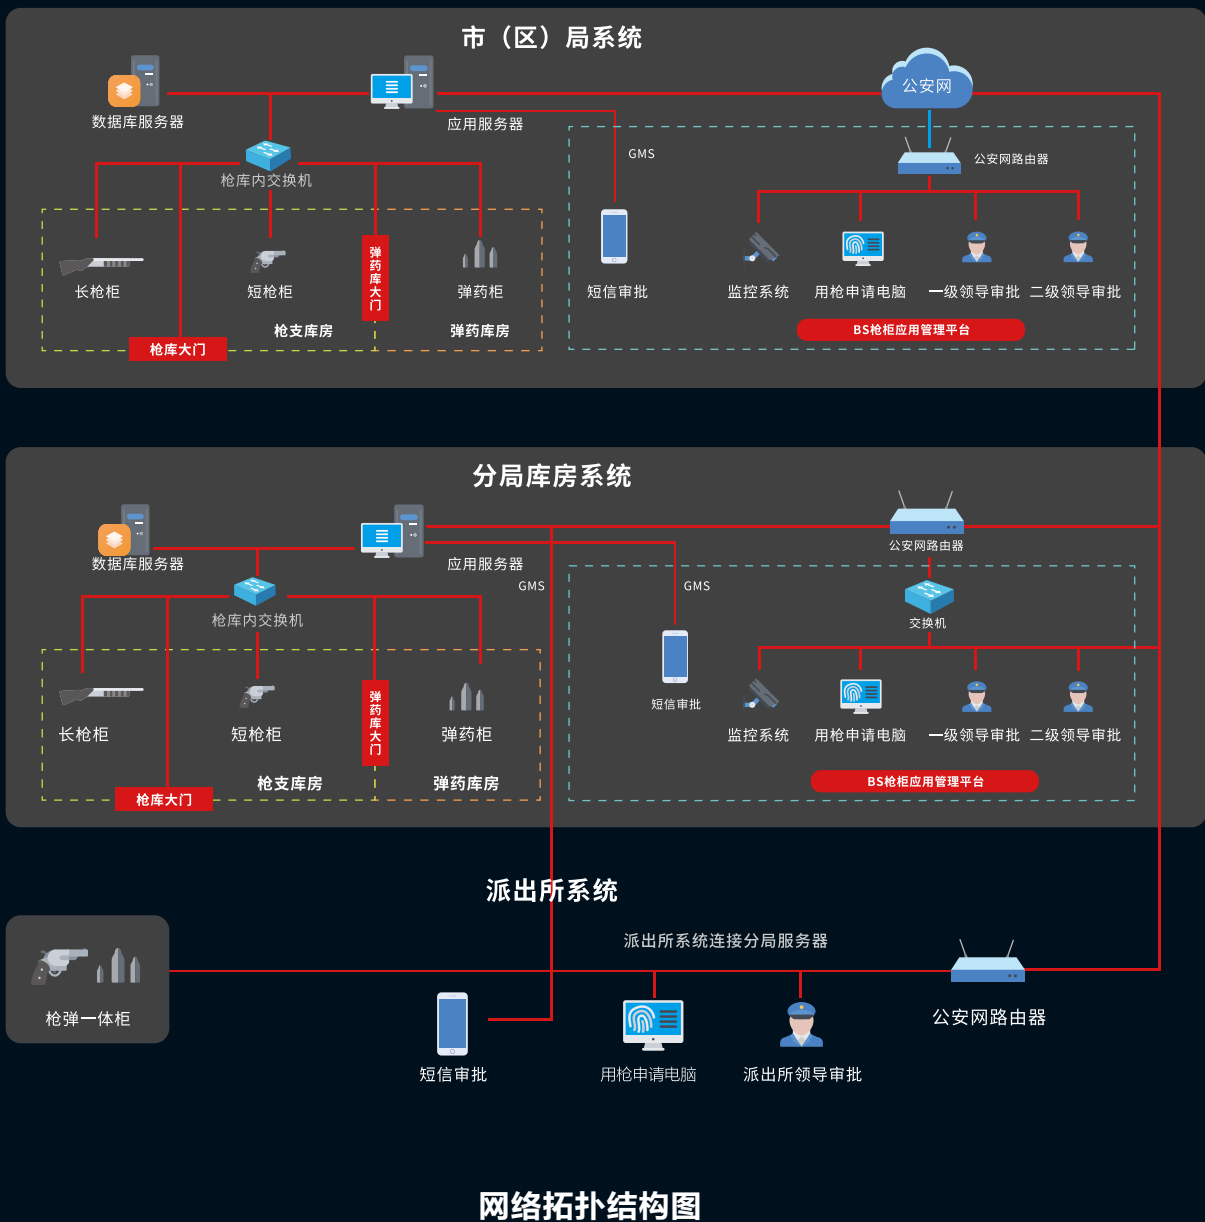 市（区）局系统
公安网
数据库服务器
应用服务器
GMS
公安网路由器
枪库内交换机
弹药库大门
长枪柜
短枪柜
弹药柜
短信审批
监控系统
用枪申请电脑
一级领导审批
二级领导审批
枪支库房
弹药库房
BS枪柜应用管理平台
枪库大门
分局库房系统
公安网路由器
数据库服务器
应用服务器
GMS
GMS
枪库内交换机
交换机
弹药库大门
短信审批
长枪柜
短枪柜
弹药柜
监控系统
用枪申请电脑
一级领导审批
二级领导审批
枪支库房
弹药库房
BS枪柜应用管理平台
枪库大门
派出所系统
派出所系统连接分局服务器
枪弹一体柜
公安网路由器
短信审批
用枪申请电脑
派出所领导审批
网络拓扑结构图